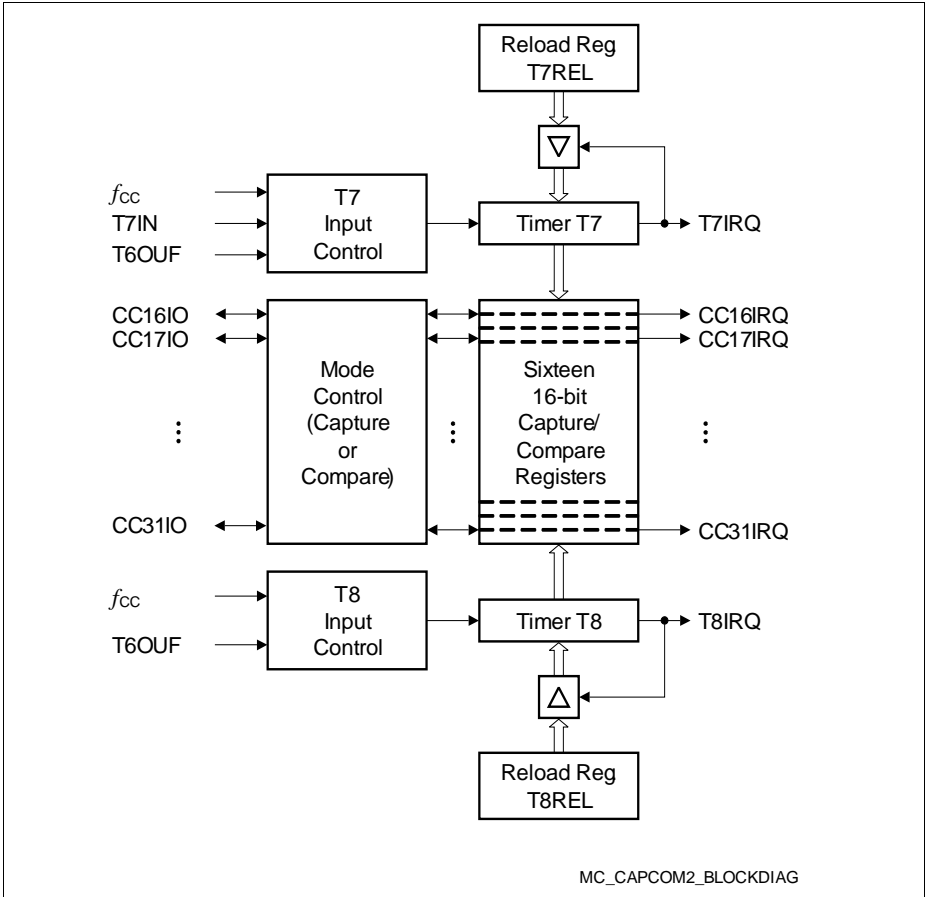 Reload Reg.
T7REL
fCC
T7IN
T6OUF
T7
Input
Control
Timer T7
T7IRQ
CC16IO
CC17IO
CC31IO
Mode
Control
(Capture
or
Compare)
Sixteen
16-bit
Capture/
Compare
Registers
CC16IRQ
CC17IRQ
CC31IRQ
fCC
T6OUF
T8
Input
Control
Timer T8
T8IRQ
Reload Reg.
T8REL
MC_CAPCOM2_BLOCKDIAG